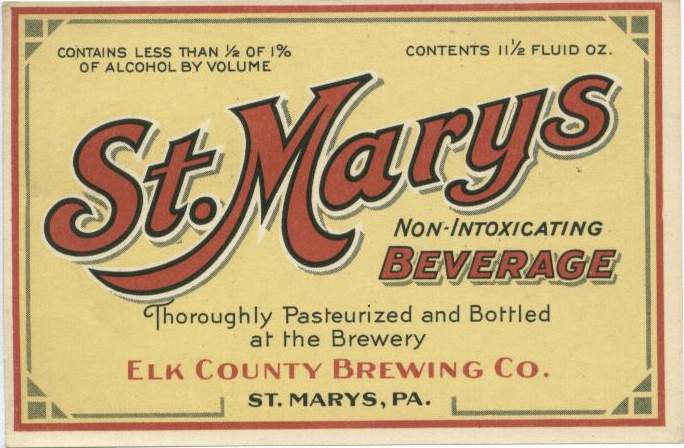 CONTAINS LESS THAN ½ OF 1%
OF ALCOHOL BY VOLUME
CONTENTS 11½ FLUID OZ.
St. Marys
NON-INTOXICATING
BEVERAGE
Thoroughly Pasteurized and Bottled
at the Brewery
ELK COUNTY BREWING CO.
ST. MARYS, PA.